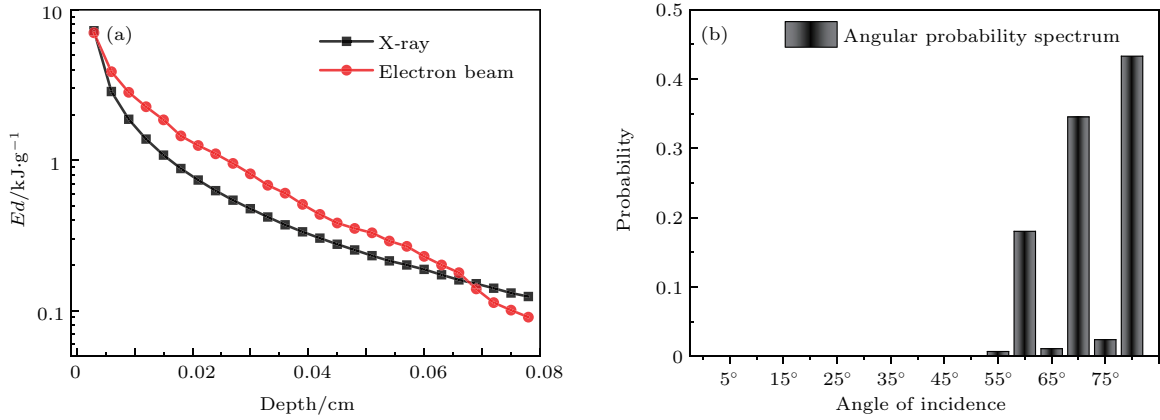 (a)
X-ray
Electron beam
10
1
0.1
Ed/kJ·g⁻¹
0
0.02
0.04
0.06
0.08
Depth/cm
(b)
Angular probability spectrum
0.5
0.4
0.3
0.2
0.1
0
Probability
5°
15°
25°
35°
45°
55°
65°
75°
Angle of incidence